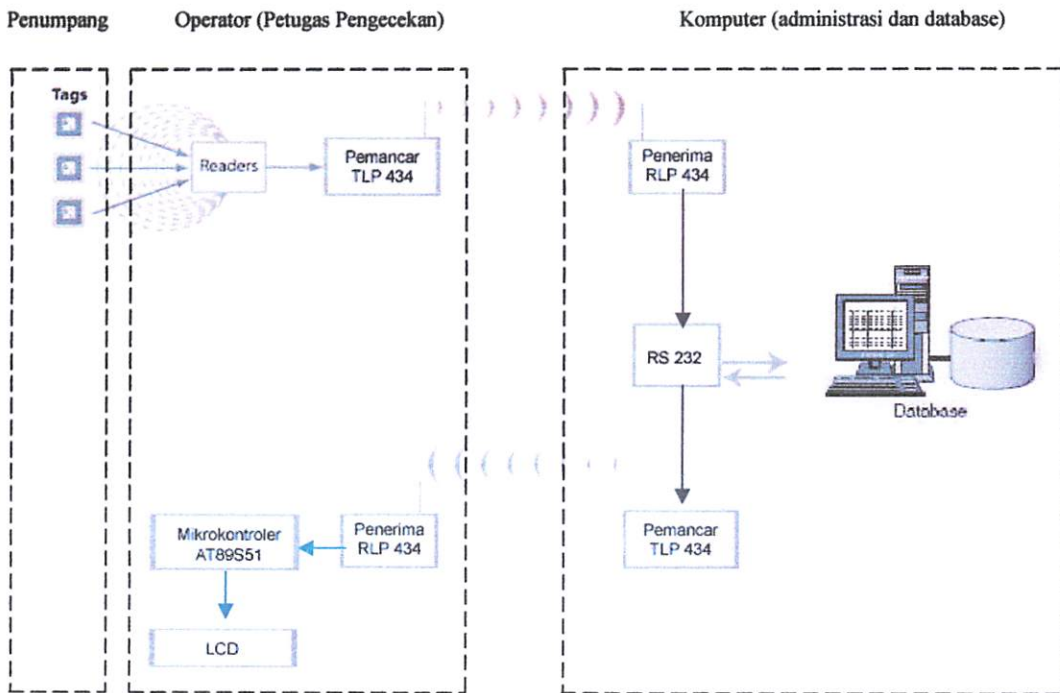 Penumpang
Operator (Petugas Pengecekan)
Komputer (administrasi dan database)
Tags
Readers
Pemancar
TLP 434
Penerima
RLP 434
RS 232
Database
Mikrokontroler
AT89S51
Penerima
RLP 434
Pemancar
TLP 434
LCD